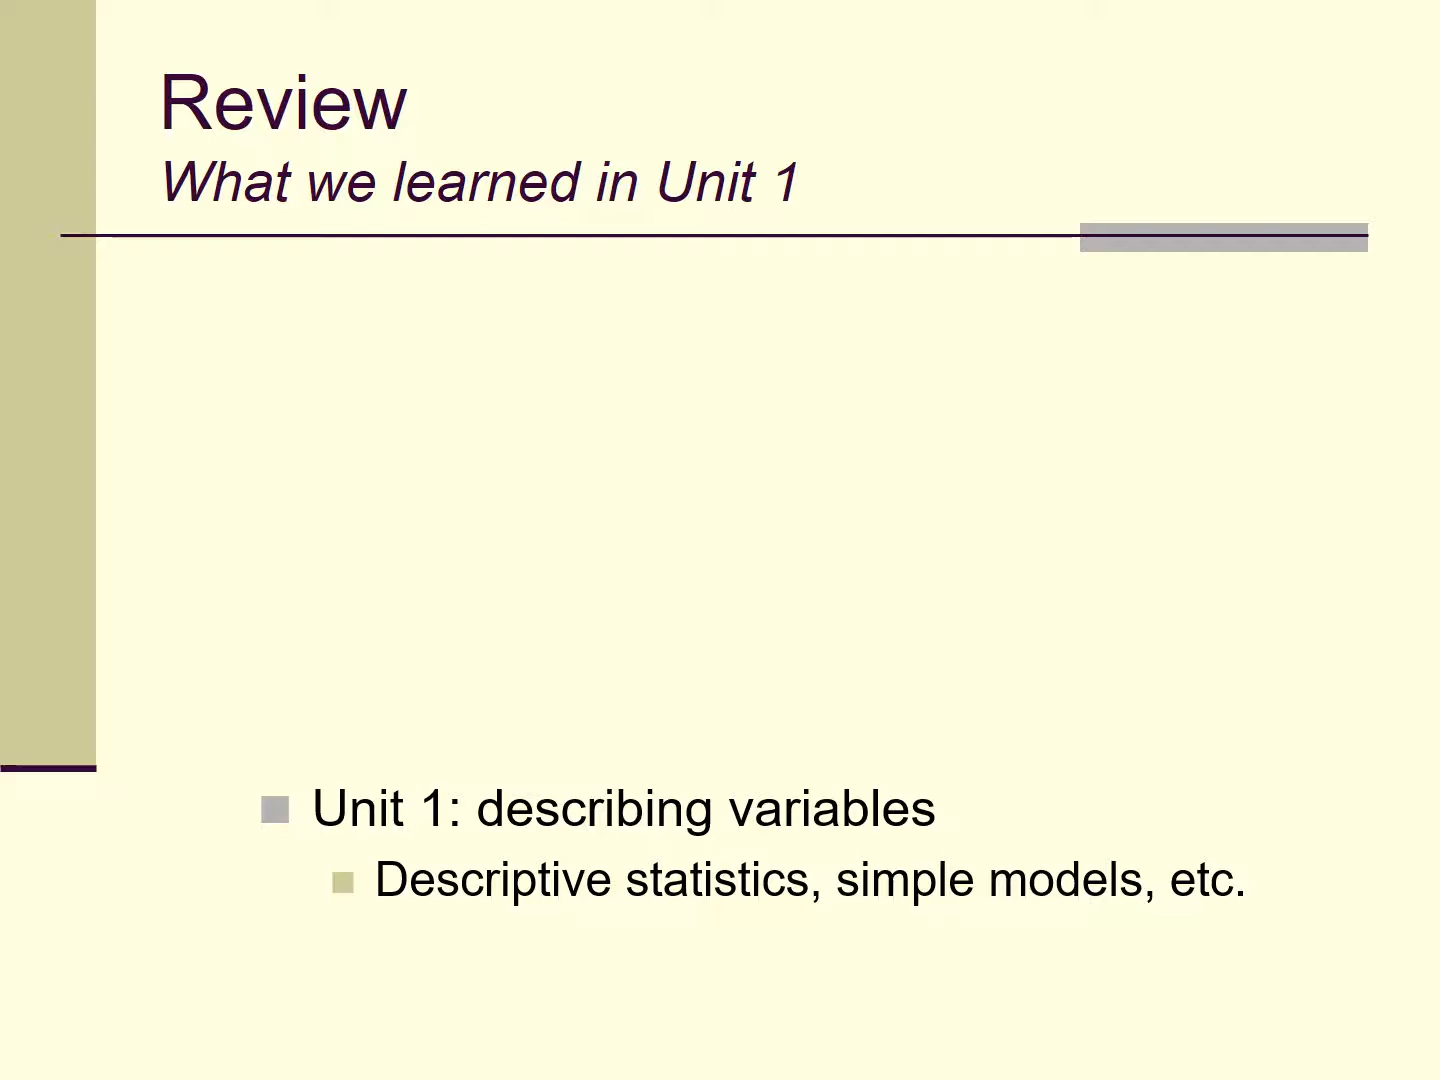 Review
What we learned in Unit 1
Unit 1: describing variables
Descriptive statistics, simple models, etc.